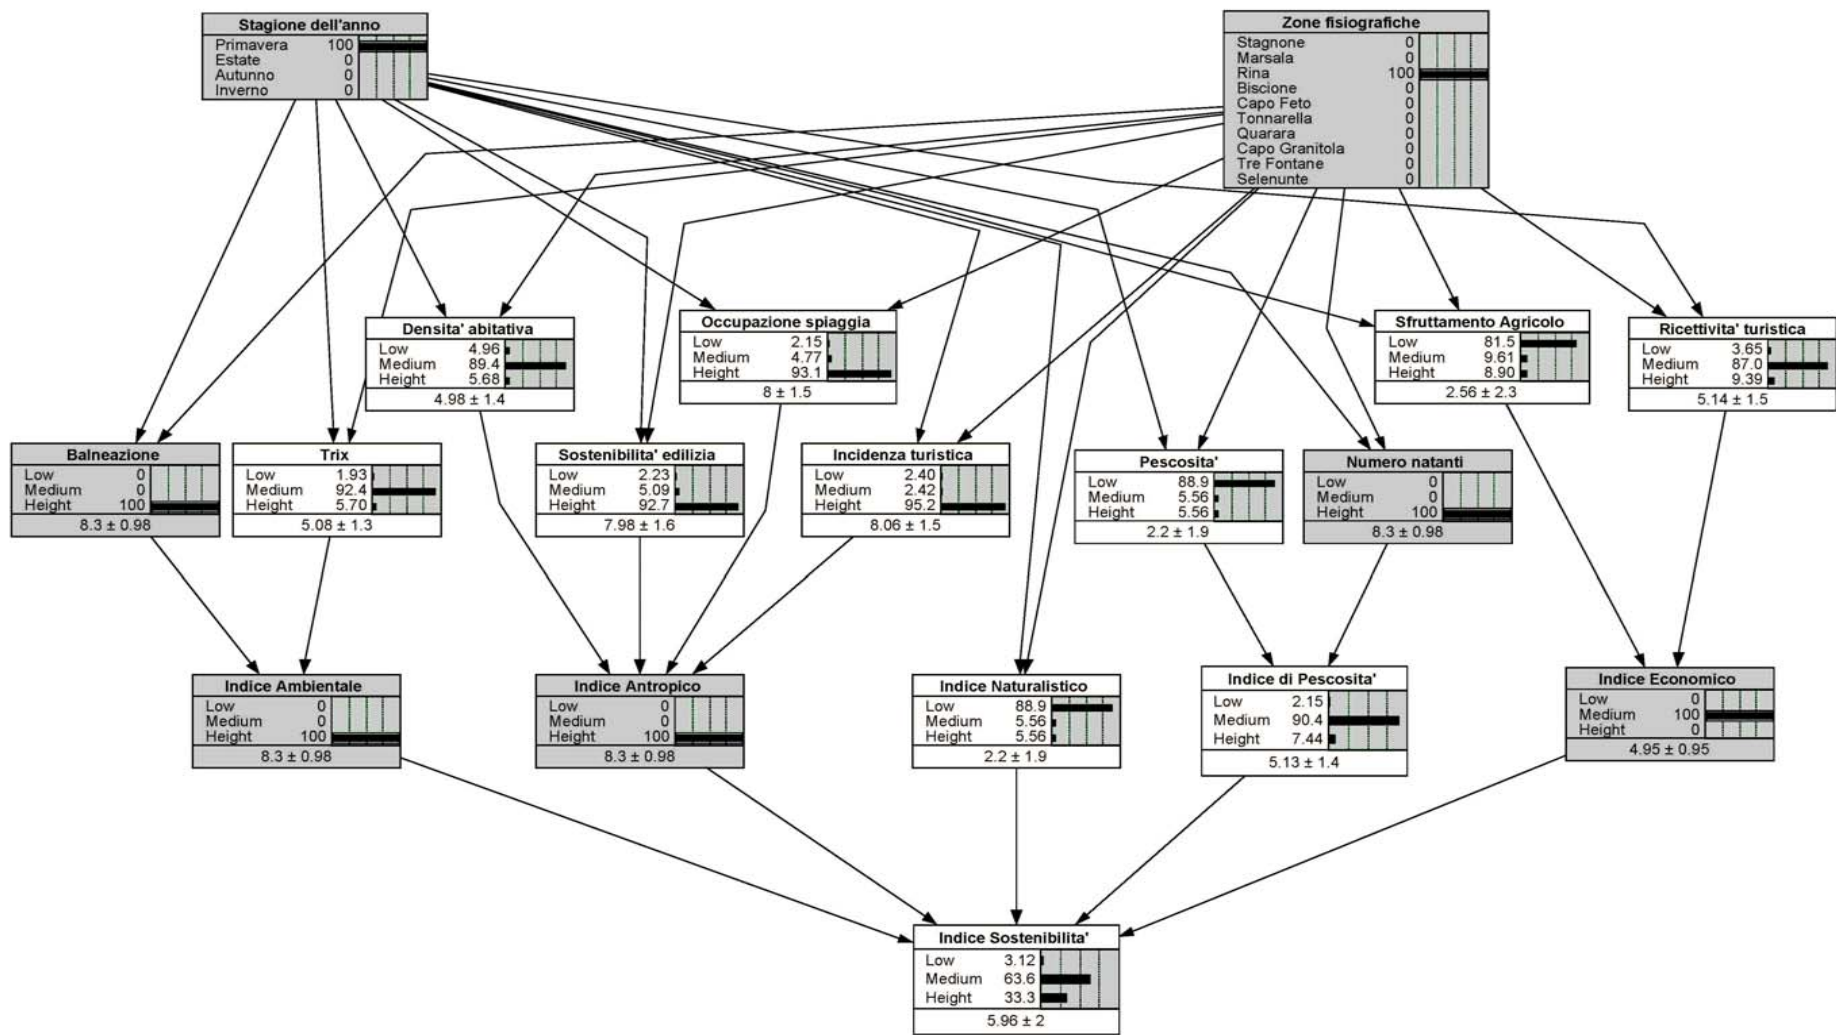 Stagione dell'anno
Primavera 100
Estate 0
Autunno 0
Inverno 0
Zone fisiografiche
Stagnone 0
Marsala 0
Rina 100
Biscione 0
Capo Feto 0
Tonnarella 0
Quarara 0
Capo Granitola 0
Tre Fontane 0
Selenunte 0
Densita' abitativa
Low 4.96
Medium 89.4
Height 5.68
4.98 ± 1.4
Occupazione spiaggia
Low 2.15
Medium 4.77
Height 93.1
8 ± 1.5
Sfruttamento Agricolo
Low 81.5
Medium 9.61
Height 8.90
2.56 ± 2.3
Ricettivita' turistica
Low 3.65
Medium 87.0
Height 9.39
5.14 ± 1.5
Balneazione
Low 0
Medium 0
Height 100
8.3 ± 0.98
Trix
Low 1.93
Medium 92.4
Height 5.70
5.08 ± 1.3
Sostenibilita' edilizia
Low 2.23
Medium 5.09
Height 92.7
7.98 ± 1.6
Incidenza turistica
Low 2.40
Medium 2.42
Height 95.2
8.06 ± 1.5
Pescosita'
Low 88.9
Medium 5.56
Height 5.56
2.2 ± 1.9
Numero natanti
Low 0
Medium 0
Height 100
8.3 ± 0.98
Indice Ambientale
Low 0
Medium 0
Height 100
8.3 ± 0.98
Indice Antropico
Low 0
Medium 0
Height 100
8.3 ± 0.98
Indice Naturalistico
Low 88.9
Medium 5.56
Height 5.56
2.2 ± 1.9
Indice di Pescosita'
Low 2.15
Medium 90.4
Height 7.44
5.13 ± 1.4
Indice Economico
Low 0
Medium 100
Height 0
4.95 ± 0.95
Indice Sostenibilita'
Low 3.12
Medium 63.6
Height 33.3
5.96 ± 2